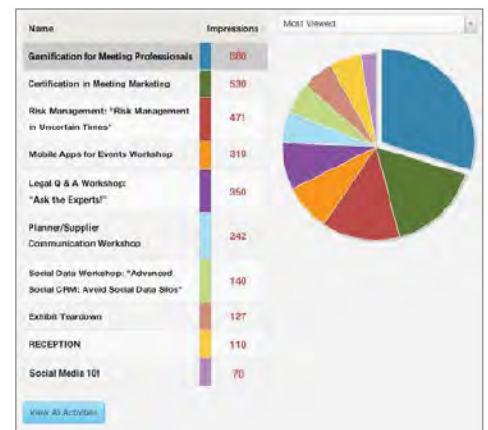 Name Impressions Most Viewed
Gamification for Meeting Professionals 880
Certification in Meeting Marketing 530
Risk Management: "Risk Management
in Uncertain Times" 471
Mobile Apps for Events Workshop 319
Legal Q & A Workshop:
"Ask the Experts!" 350
Planner/Supplier
Communication Workshop 242
Social Data Workshop: "Advanced
Social CRM: Avoid Social Data Silos" 140
Exhibit Teardown 127
RECEPTION 110
Social Media 101 70
View All Activities